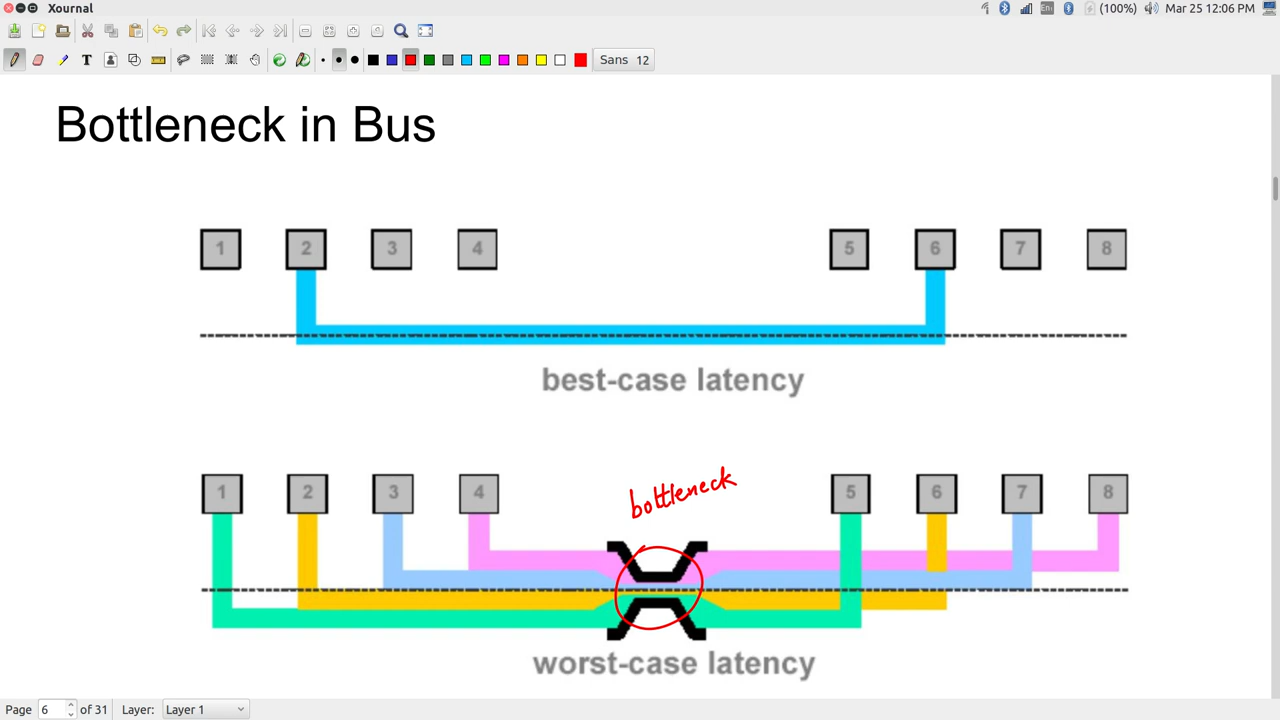 Xournal
En
(100%)
Mar 25 12:06 PM
T
Sans 12
Bottleneck in Bus
1 2 3 4 5 6 7 8
best-case latency
bottleneck
1 2 3 4 5 6 7 8
worst-case latency
Page 6 of 31 Layer: Layer 1